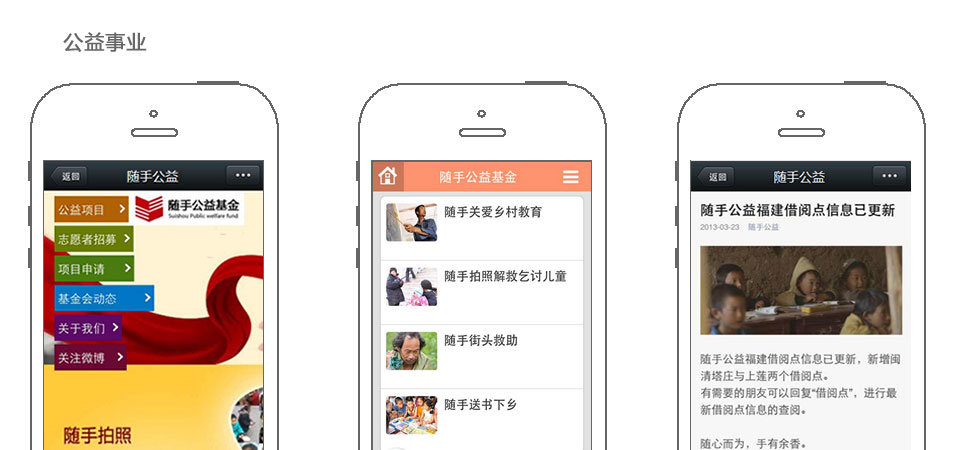 公益事业
返回
随手公益
•••
公益项目
随手公益基金
Suishou Public welfare fund
志愿者招募
项目申请
基金会动态
关于我们
关注微博
随手拍照
随手公益基金
随手关爱乡村教育
随手拍照解救乞讨儿童
随手街头救助
随手送书下乡
返回
随手公益
•••
随手公益福建借阅点信息已更新
2013-03-23 随手公益
随手公益福建借阅点信息已更新，新增闽
清塔庄与上莲两个借阅点。
有需要的朋友可以回复“借阅点”，进行最
新借阅点信息的查阅。
随心而为，手有余香。